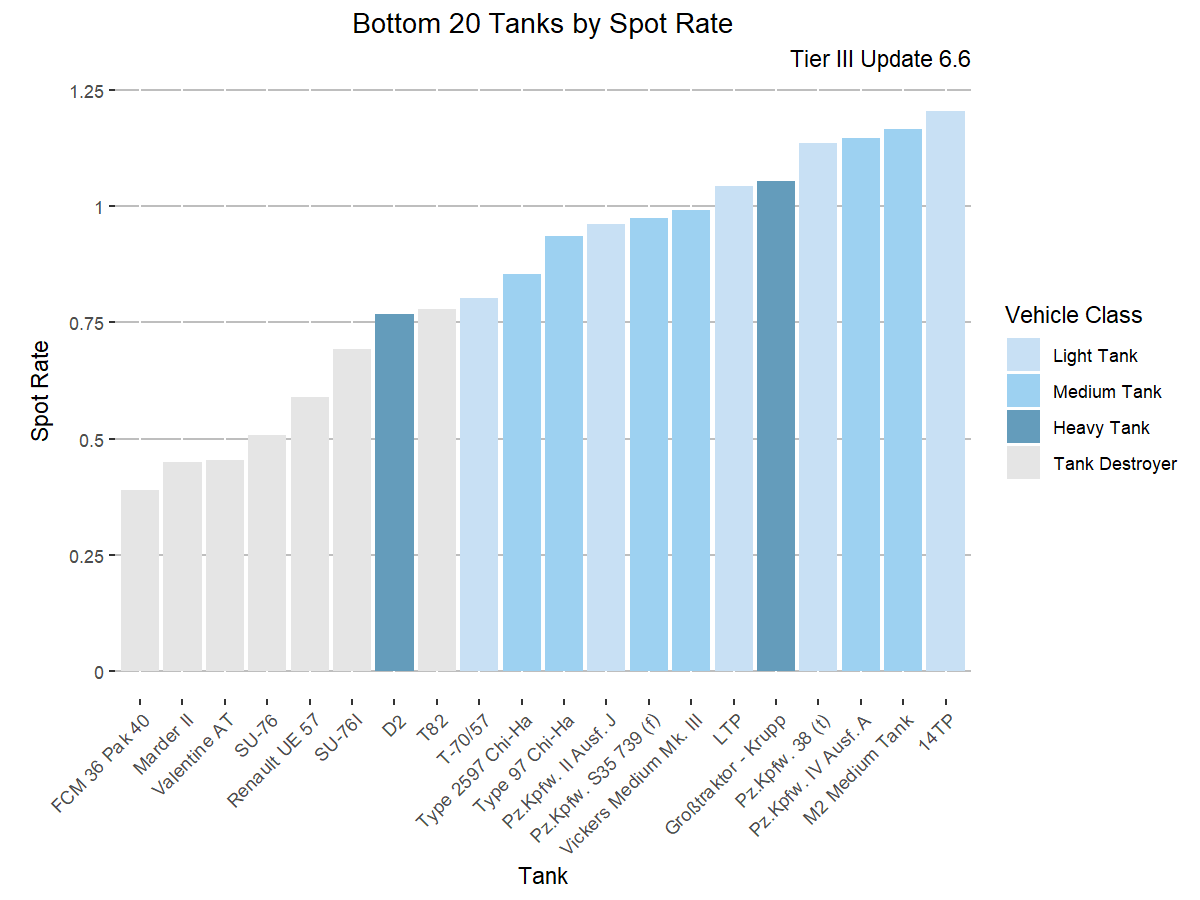 Bottom 20 Tanks by Spot Rate
Tier III Update 6.6
1.25
1
0.75
0.5
0.25
0
Spot Rate
FCM 36 Pak 40
Marder II
Valentine AT
SU-76
Renault UE 57
SU-76I
D2
T82
T-70/57
Type 2597 Chi-Ha
Type 97 Chi-Ha
Pz.Kpfw. II Ausf. J
Pz.Kpfw. S35 739 (f)
Vickers Medium Mk. III
LTP
Großtraktor - Krupp
Pz.Kpfw. 38 (t)
Pz.Kpfw. IV Ausf. A
M2 Medium Tank
14TP
Tank
Vehicle Class
Light Tank
Medium Tank
Heavy Tank
Tank Destroyer